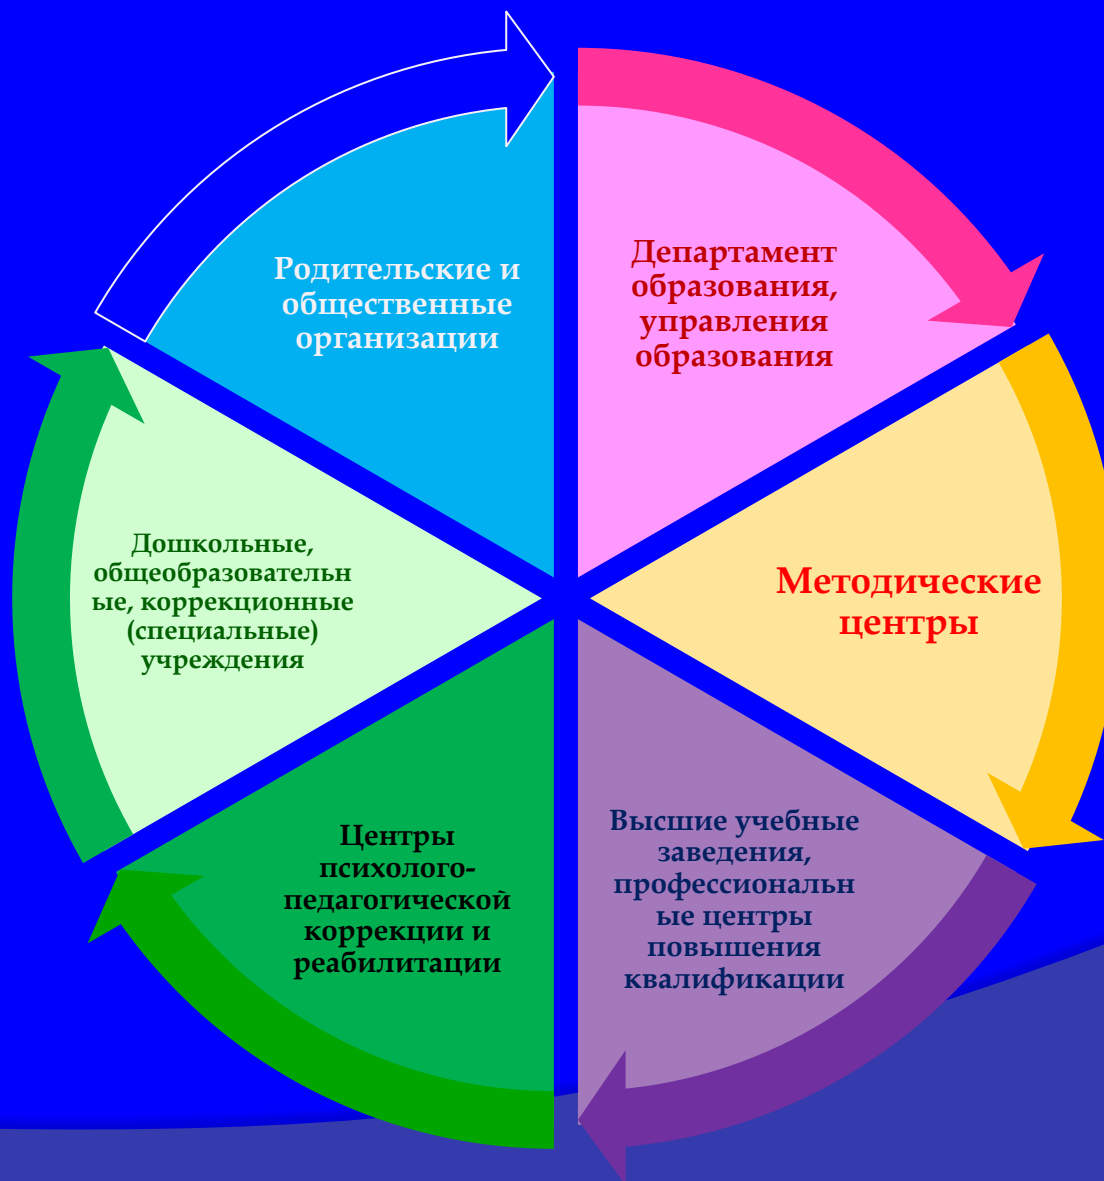 Родительские и
общественные
организации
Департамент
образования,
управления
образования
Методические
центры
Высшие учебные
заведения,
профессиональн
ые центры
повышения
квалификации
Центры
психолого-
педагогической
коррекции и
реабилитации
Дошкольные,
общеобразовательн
ые, коррекционные
(специальные)
учреждения